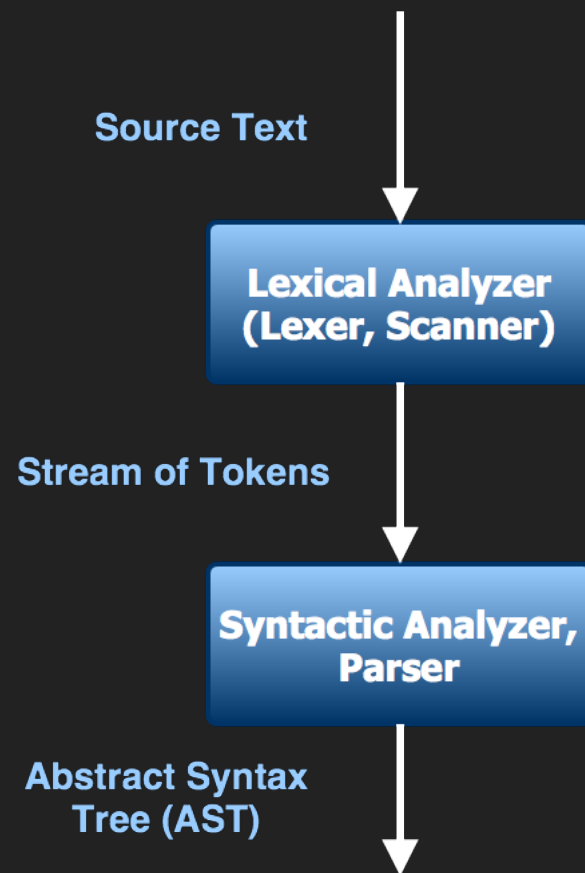 Source Text
Lexical Analyzer
(Lexer, Scanner)
Stream of Tokens
Syntactic Analyzer,
Parser
Abstract Syntax
Tree (AST)